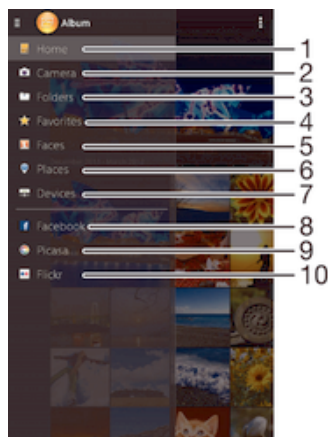 Album
Home 1
Camera 2
Folders 3
Favorites 4
Faces 5
Places 6
Devices 7
Facebook 8
Picasa 9
Flickr 10